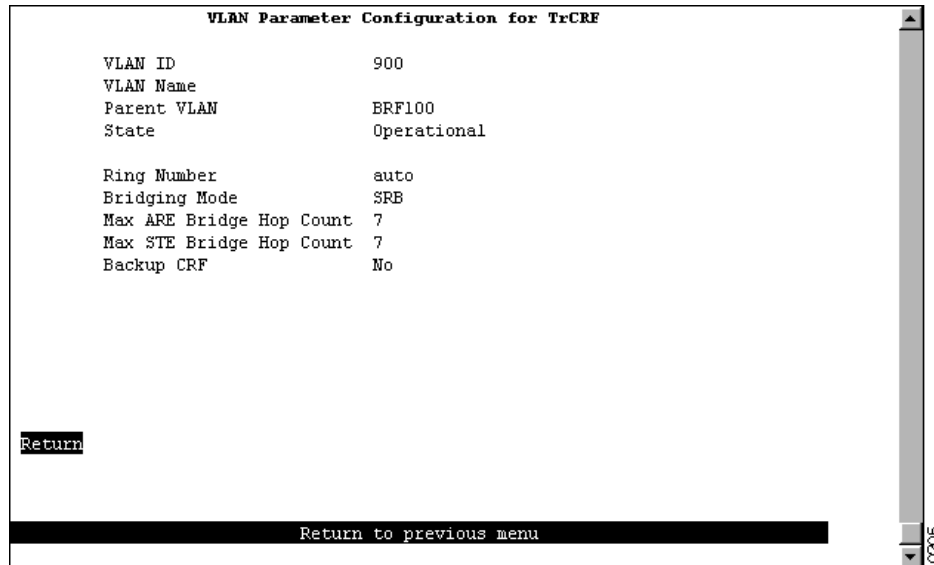 VLAN Parameter Configuration for TrCRF
VLAN ID 900
VLAN Name
Parent VLAN BRF100
State Operational
Ring Number auto
Bridging Mode SRB
Max ARE Bridge Hop Count 7
Max STE Bridge Hop Count 7
Backup CRF No
Return
Return to previous menu